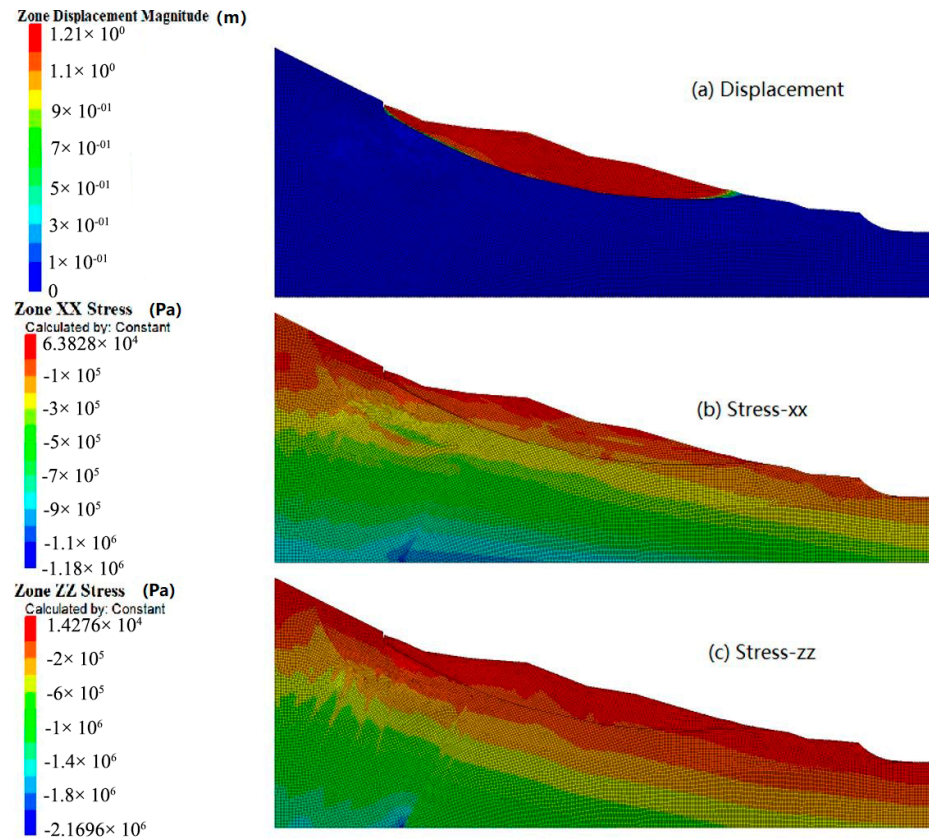 Zone Displacement Magnitude (m)
1.21× 10⁰
1.1× 10⁰
9× 10⁻⁰¹
7× 10⁻⁰¹
5× 10⁻⁰¹
3× 10⁻⁰¹
1× 10⁻⁰¹
0
(a) Displacement
Zone XX Stress (Pa)
Calculated by: Constant
6.3828× 10⁴
-1× 10⁵
-3× 10⁵
-5× 10⁵
-7× 10⁵
-9× 10⁵
-1.1× 10⁶
-1.18× 10⁶
(b) Stress-xx
Zone ZZ Stress (Pa)
Calculated by: Constant
1.4276× 10⁴
-2× 10⁵
-6× 10⁵
-1× 10⁶
-1.4× 10⁶
-1.8× 10⁶
-2.1696× 10⁶
(c) Stress-zz